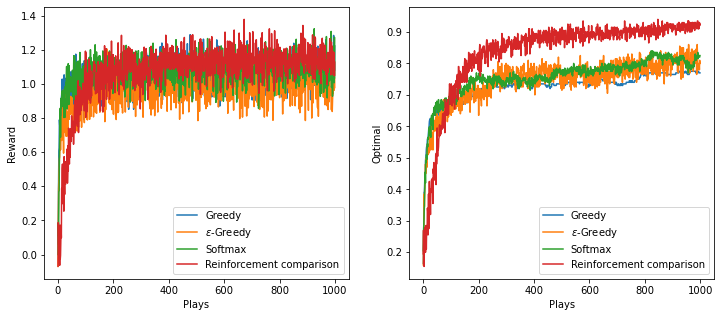 1.4
1.2
1.0
0.8
0.6
0.4
0.2
0.0
Reward
0
200
400
600
800
1000
Plays
Greedy
ε-Greedy
Softmax
Reinforcement comparison
0.9
0.8
0.7
0.6
0.5
0.4
0.3
0.2
Optimal
0
200
400
600
800
1000
Plays
Greedy
ε-Greedy
Softmax
Reinforcement comparison